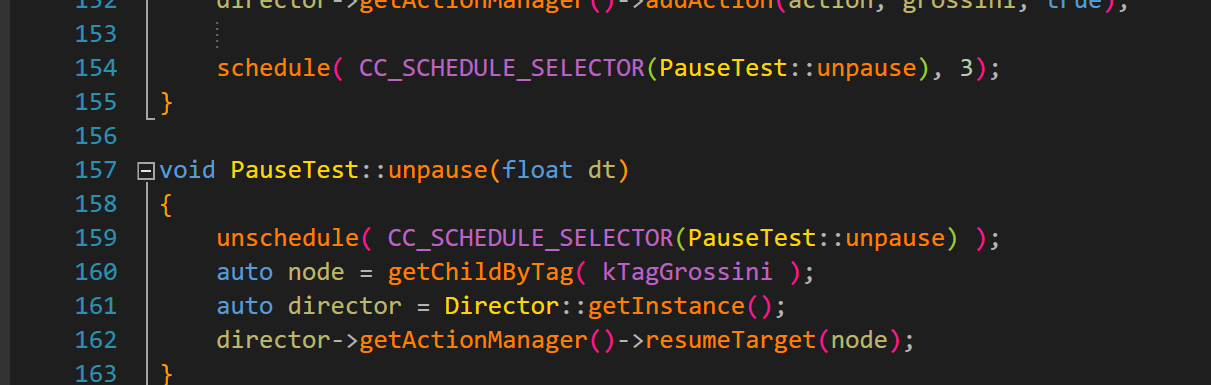 152 director->getActionManager()->addAction(action, grossini, true);
153
154 schedule( CC_SCHEDULE_SELECTOR(PauseTest::unpause), 3);
155 }
156
157 void PauseTest::unpause(float dt)
158 {
159 unschedule( CC_SCHEDULE_SELECTOR(PauseTest::unpause) );
160 auto node = getChildByTag( kTagGrossini );
161 auto director = Director::getInstance();
162 director->getActionManager()->resumeTarget(node);
163 }